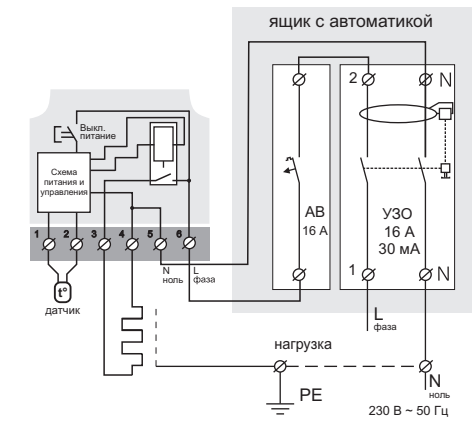 ящик с автоматикой
2
N
Выкл.
питание
Схема
питания и
управления
АВ
16 А
УЗО
16 А
30 мА
1 2 3 4 5 6
1
N
N
ноль
L
фаза
t°
датчик
L
фаза
нагрузка
PE
N
ноль
230 В ~ 50 Гц